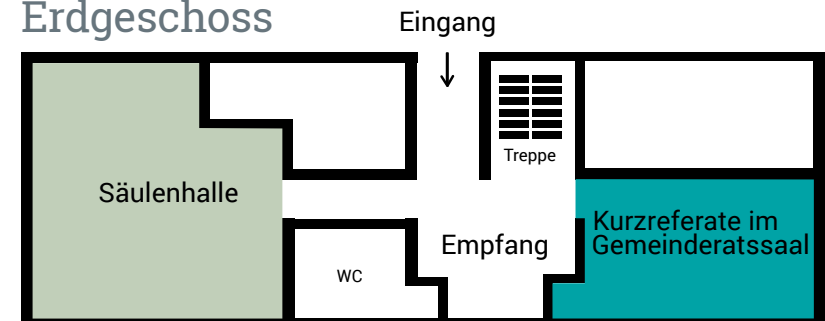 Erdgeschoss
Eingang
Treppe
Säulenhalle
Kurzreferate im
Gemeinderatssaal
Empfang
WC